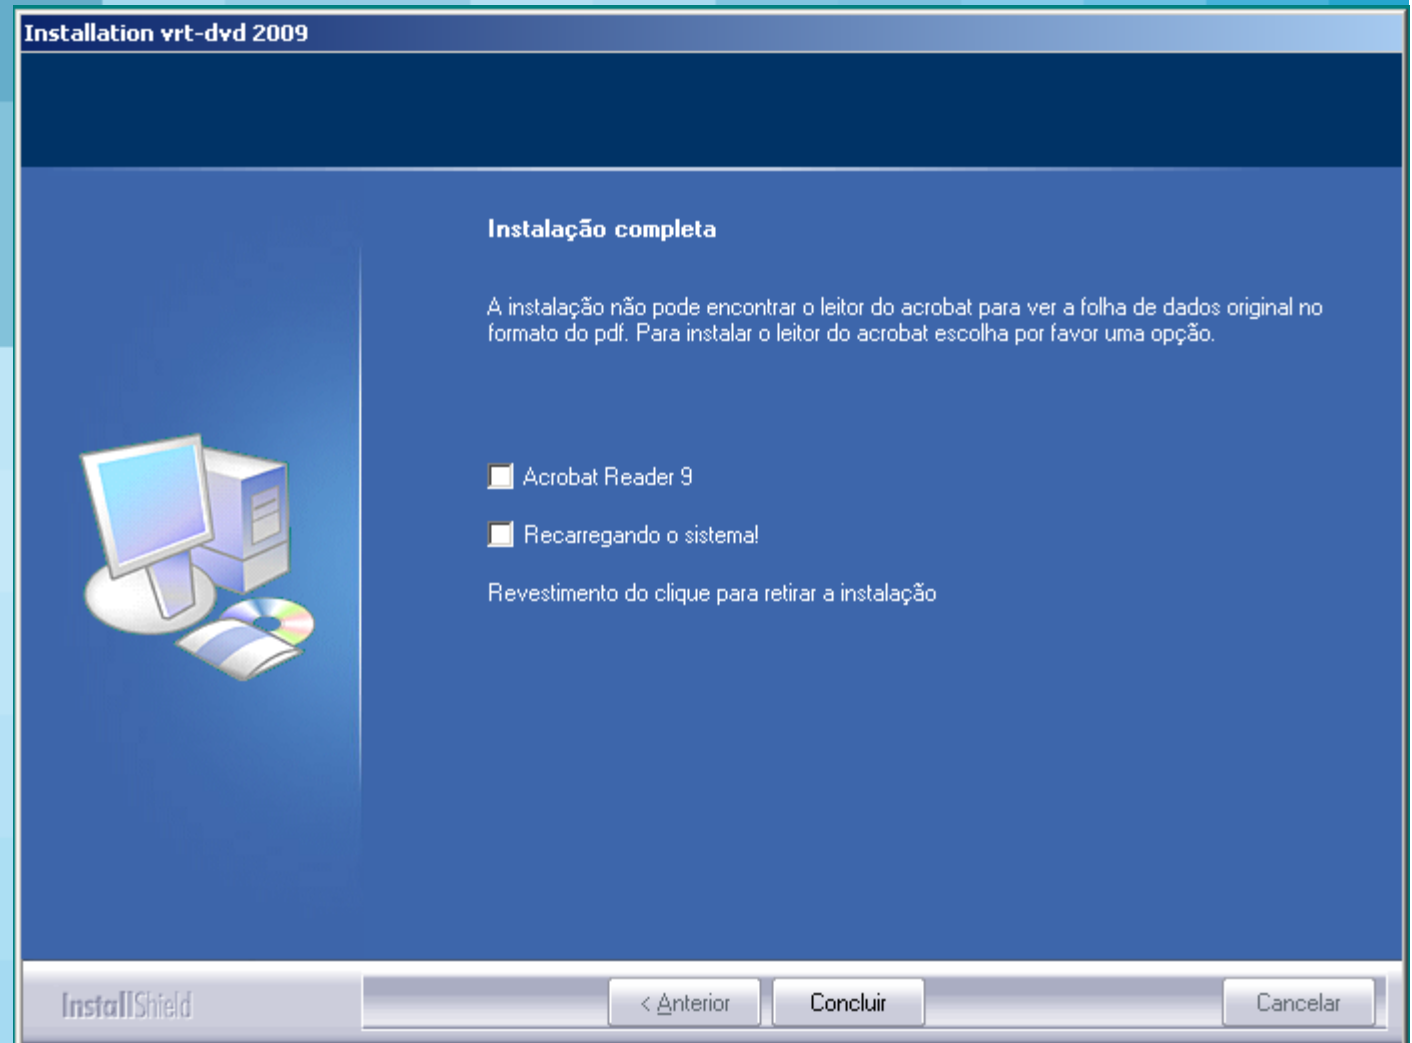 Installation vrt-dvd 2009
Instalação completa
A instalação não pode encontrar o leitor do acrobat para ver a folha de dados original no
formato do pdf. Para instalar o leitor do acrobat escolha por favor uma opção.
Acrobat Reader 9
Recarregando o sistema!
Revestimento do clique para retirar a instalação
InstallShield
< Anterior
Concluir
Cancelar